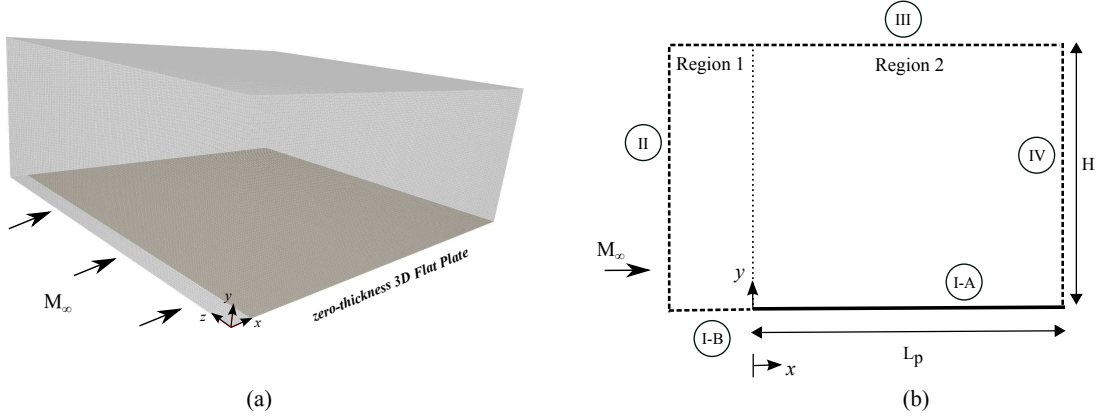 M∞
zero-thickness 3D Flat Plate
y
z
x
(a)
III
Region 1
Region 2
II
IV
H
M∞
y
I-A
I-B
Lp
x
(b)